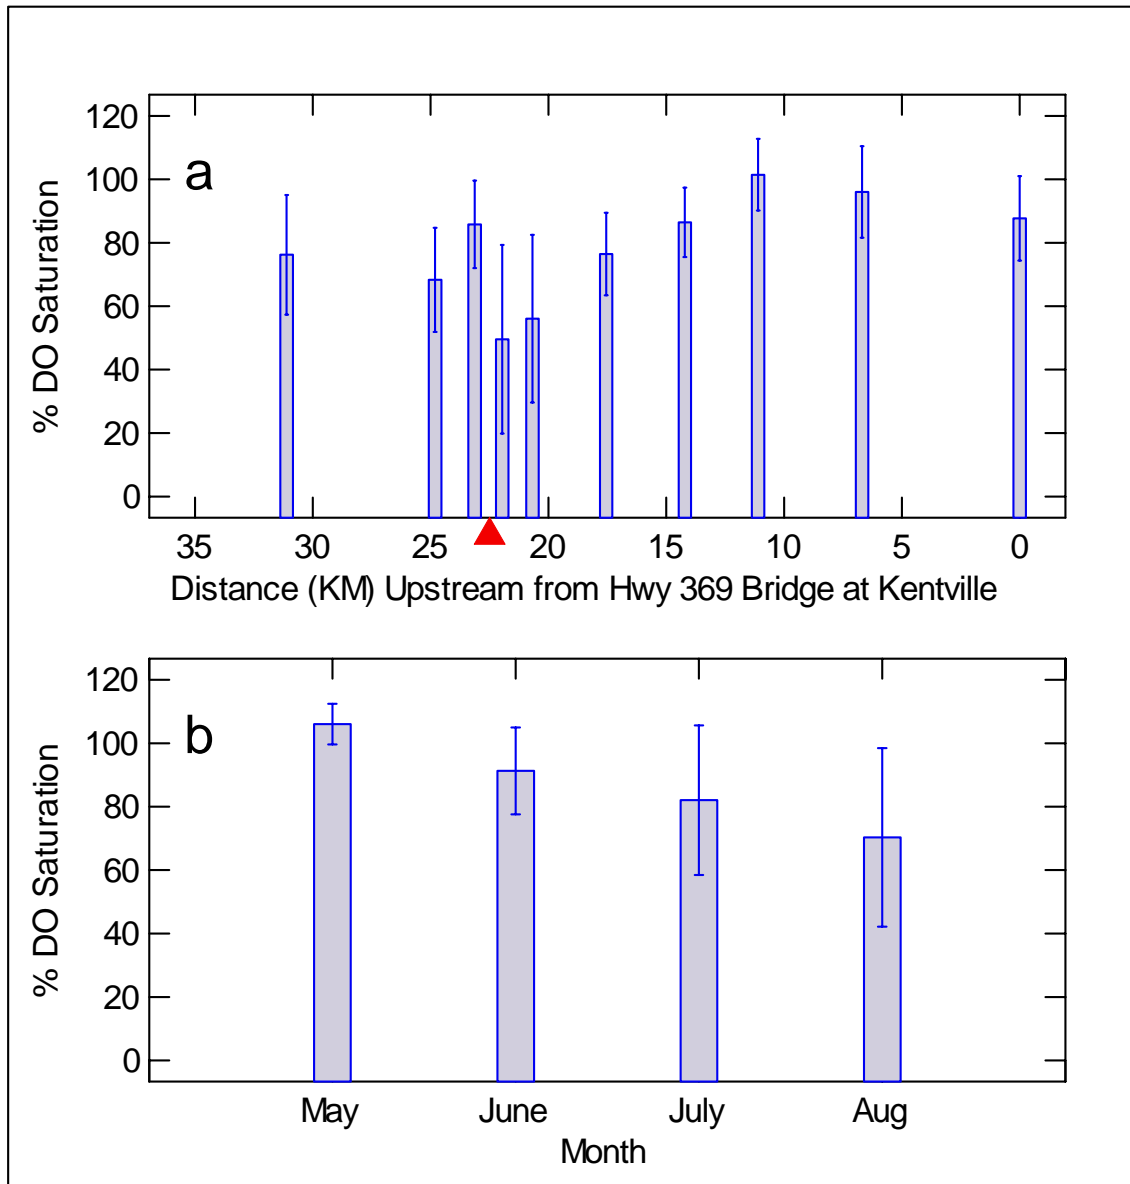 120
100
80
60
40
20
0
% DO Saturation
a
35 30 25 20 15 10 5 0
Distance (KM) Upstream from Hwy 369 Bridge at Kentville
120
100
80
60
40
20
0
% DO Saturation
b
May June July Aug
Month